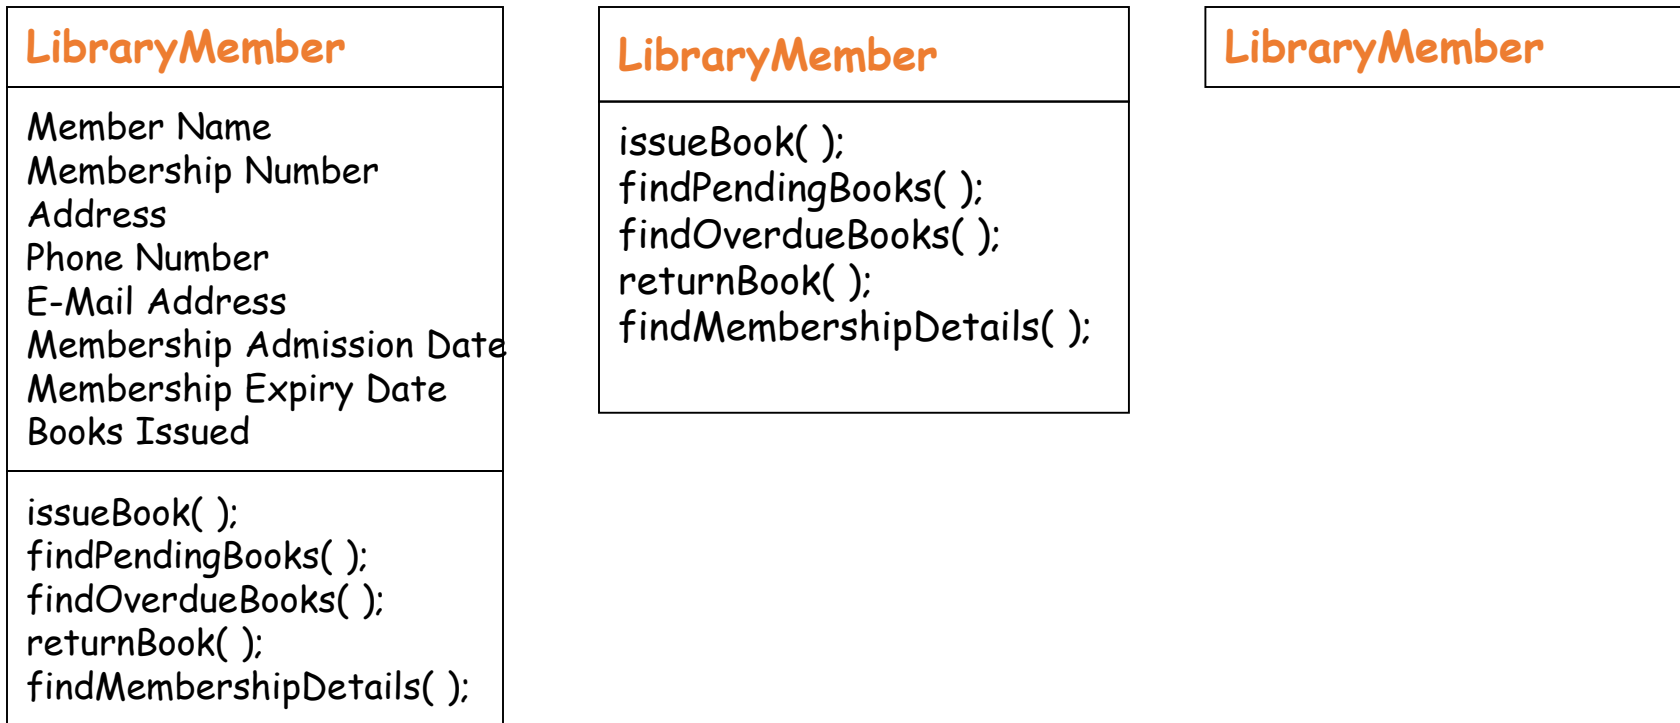 LibraryMember
Member Name
Membership Number
Address
Phone Number
E-Mail Address
Membership Admission Date
Membership Expiry Date
Books Issued
issueBook( );
findPendingBooks( );
findOverdueBooks( );
returnBook( );
findMembershipDetails( );
LibraryMember
issueBook( );
findPendingBooks( );
findOverdueBooks( );
returnBook( );
findMembershipDetails( );
LibraryMember